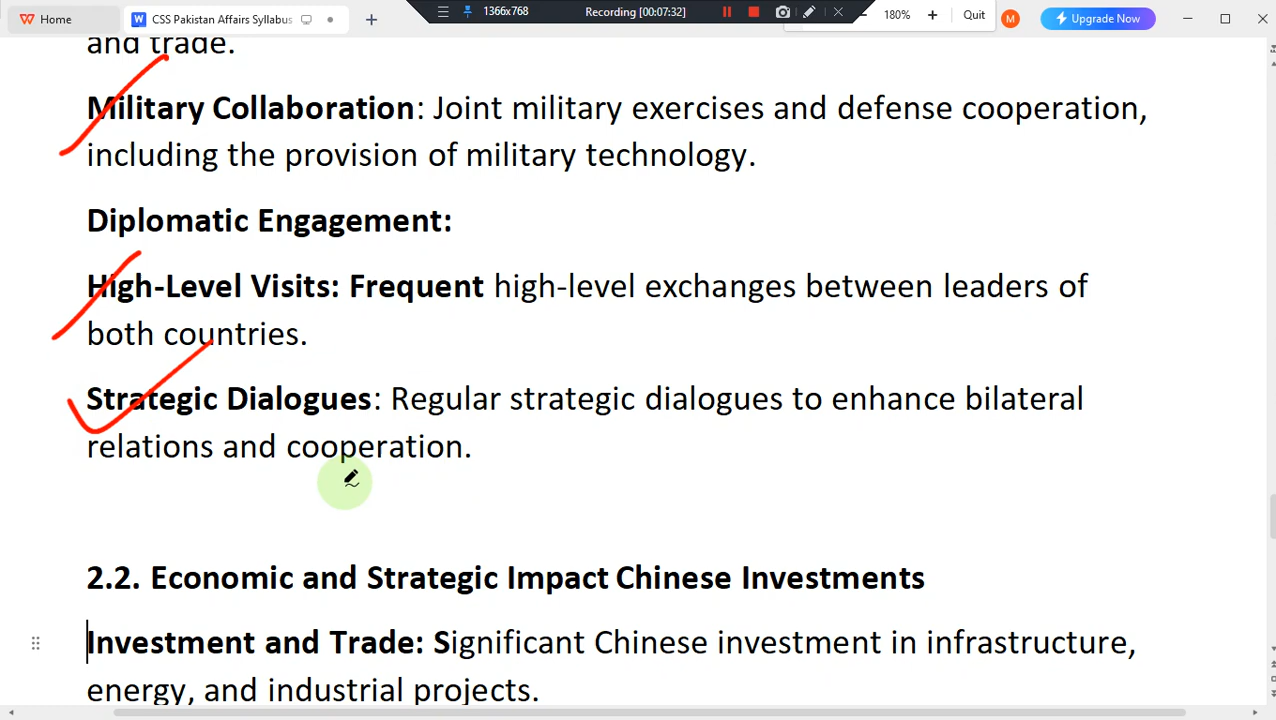 Home
CSS Pakistan Affairs Syllabus
1366x768
Recording [00:07:32]
180%
Quit
M
Upgrade Now
and trade.
Military Collaboration: Joint military exercises and defense cooperation,
including the provision of military technology.
Diplomatic Engagement:
High-Level Visits: Frequent high-level exchanges between leaders of
both countries.
Strategic Dialogues: Regular strategic dialogues to enhance bilateral
relations and cooperation.
2.2. Economic and Strategic Impact Chinese Investments
Investment and Trade: Significant Chinese investment in infrastructure,
energy, and industrial projects.